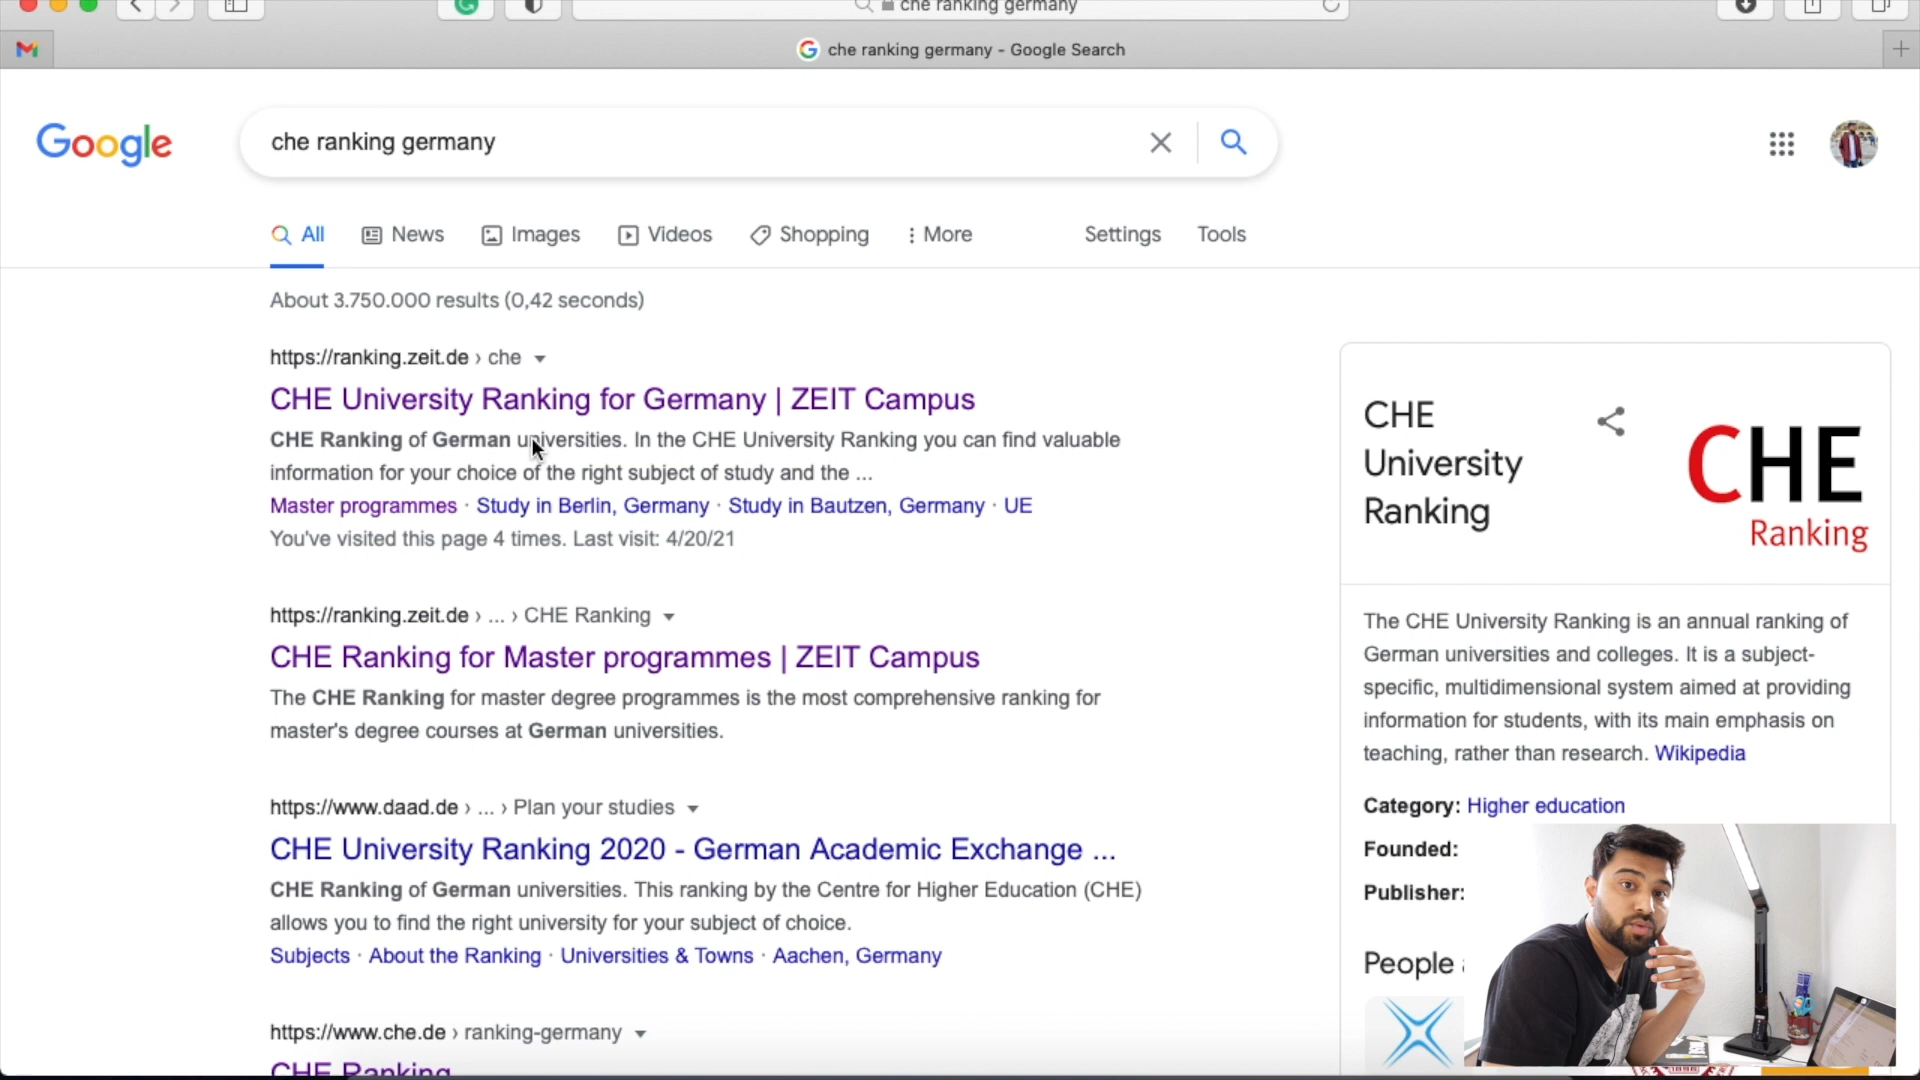 che ranking germany
che ranking germany - Google Search
Google
che ranking germany
All
News
Images
Videos
Shopping
More
Settings
Tools
About 3.750.000 results (0,42 seconds)
https://ranking.zeit.de › che
CHE University Ranking for Germany | ZEIT Campus
CHE Ranking of German universities. In the CHE University Ranking you can find valuable
information for your choice of the right subject of study and the ...
Master programmes · Study in Berlin, Germany · Study in Bautzen, Germany · UE
You've visited this page 4 times. Last visit: 4/20/21
https://ranking.zeit.de › ... › CHE Ranking
CHE Ranking for Master programmes | ZEIT Campus
The CHE Ranking for master degree programmes is the most comprehensive ranking for
master's degree courses at German universities.
https://www.daad.de › ... › Plan your studies
CHE University Ranking 2020 - German Academic Exchange ...
CHE Ranking of German universities. This ranking by the Centre for Higher Education (CHE)
allows you to find the right university for your subject of choice.
Subjects · About the Ranking · Universities & Towns · Aachen, Germany
https://www.che.de › ranking-germany
CHE Ranking
CHE
University
Ranking
CHE
Ranking
The CHE University Ranking is an annual ranking of
German universities and colleges. It is a subject-
specific, multidimensional system aimed at providing
information for students, with its main emphasis on
teaching, rather than research. Wikipedia
Category: Higher education
Founded:
Publisher:
People